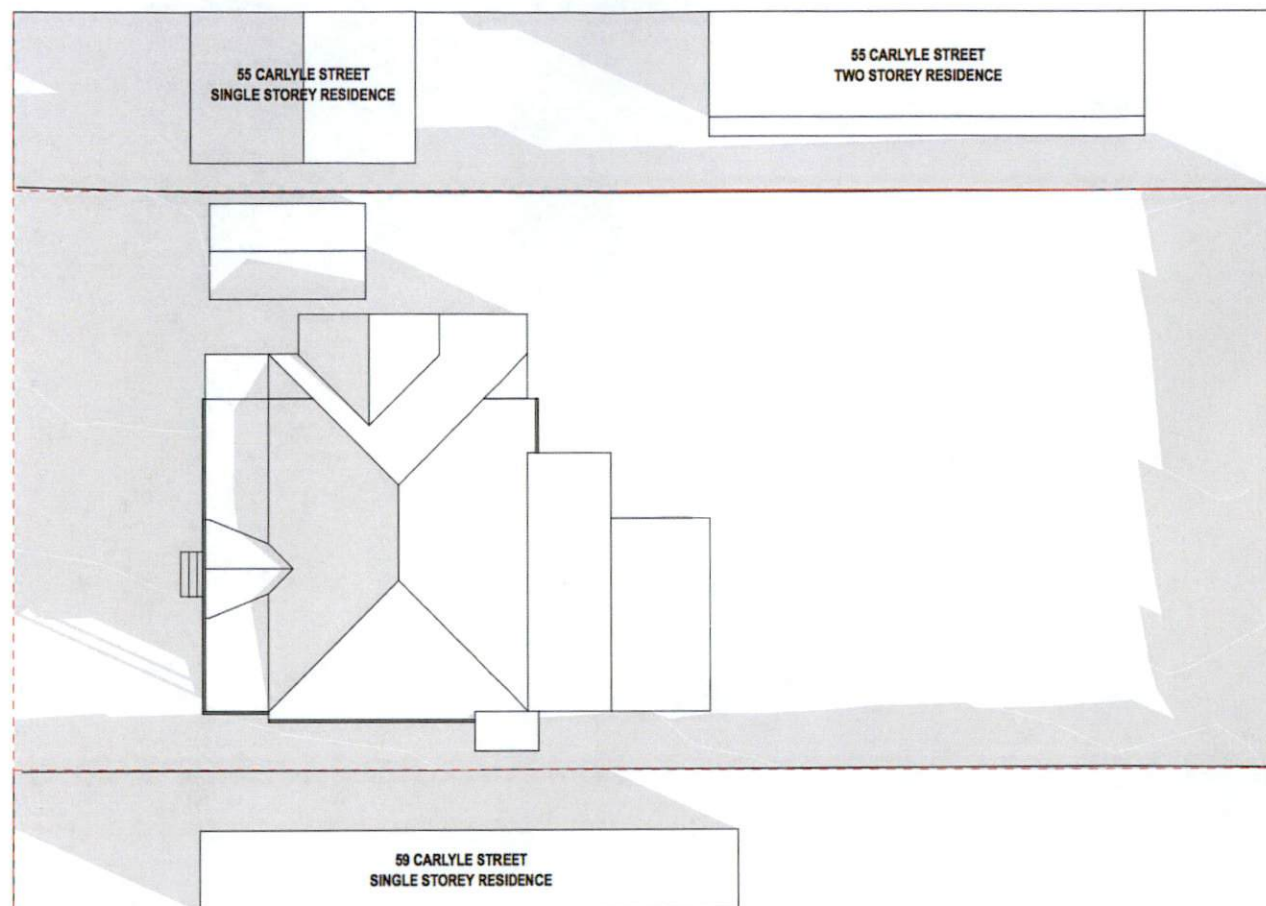 55 CARLYLE STREET
SINGLE STOREY RESIDENCE
55 CARLYLE STREET
TWO STOREY RESIDENCE
59 CARLYLE STREET
SINGLE STOREY RESIDENCE